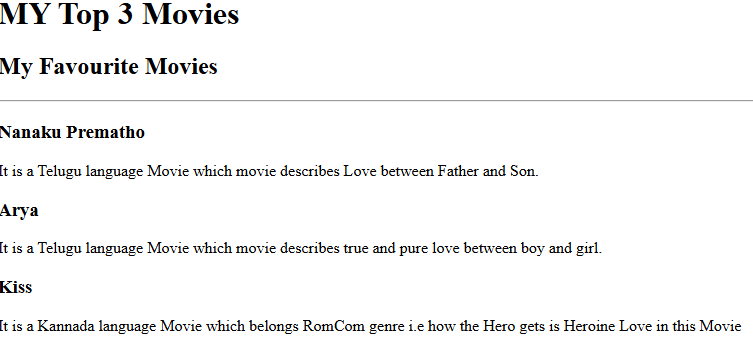 MY Top 3 Movies
My Favourite Movies
Nanaku Prematho
It is a Telugu language Movie which movie describes Love between Father and Son.
Arya
It is a Telugu language Movie which movie describes true and pure love between boy and girl.
Kiss
It is a Kannada language Movie which belongs RomCom genre i.e how the Hero gets is Heroine Love in this Movie